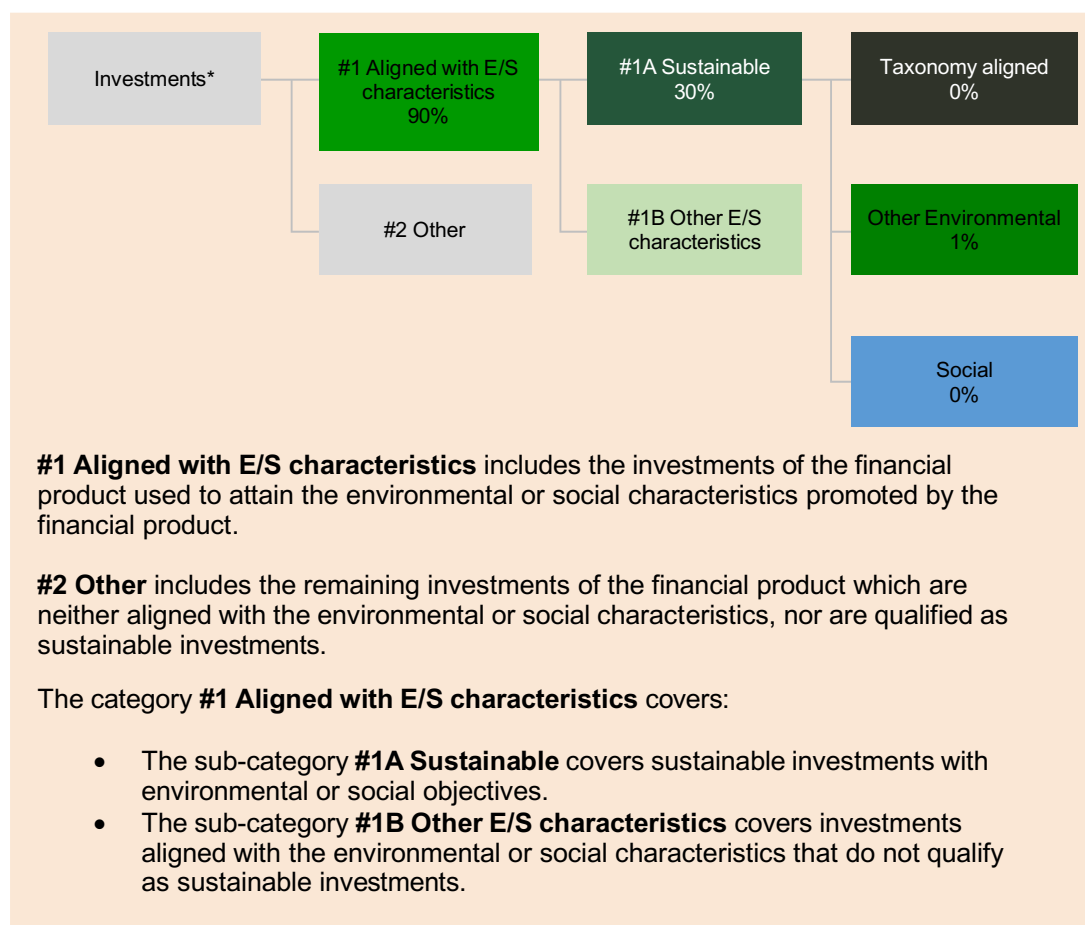 Investments*
#1 Aligned with E/S
characteristics
90%
#1A Sustainable
30%
Taxonomy aligned
0%
#2 Other
#1B Other E/S
characteristics
Other Environmental
1%
Social
0%
#1 Aligned with E/S characteristics includes the investments of the financial
product used to attain the environmental or social characteristics promoted by the
financial product.
#2 Other includes the remaining investments of the financial product which are
neither aligned with the environmental or social characteristics, nor are qualified as
sustainable investments.
The category #1 Aligned with E/S characteristics covers:
• The sub-category #1A Sustainable covers sustainable investments with
environmental or social objectives.
• The sub-category #1B Other E/S characteristics covers investments
aligned with the environmental or social characteristics that do not qualify
as sustainable investments.